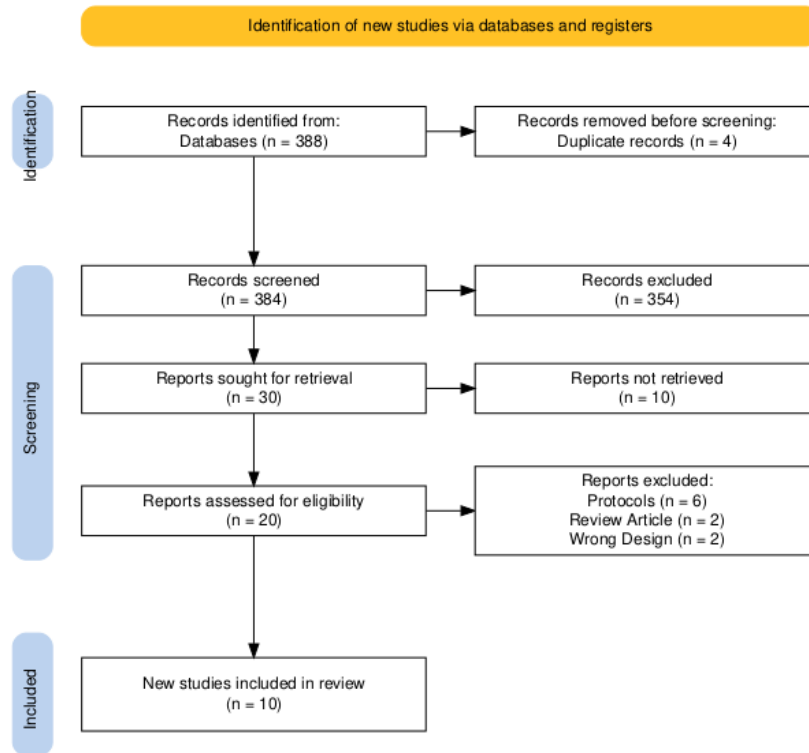 Identification of new studies via databases and registers
Identification
Records identified from:
Databases (n = 388)
Records removed before screening:
Duplicate records (n = 4)
Screening
Records screened
(n = 384)
Records excluded
(n = 354)
Reports sought for retrieval
(n = 30)
Reports not retrieved
(n = 10)
Reports assessed for eligibility
(n = 20)
Reports excluded:
Protocols (n = 6)
Review Article (n = 2)
Wrong Design (n = 2)
Included
New studies included in review
(n = 10)